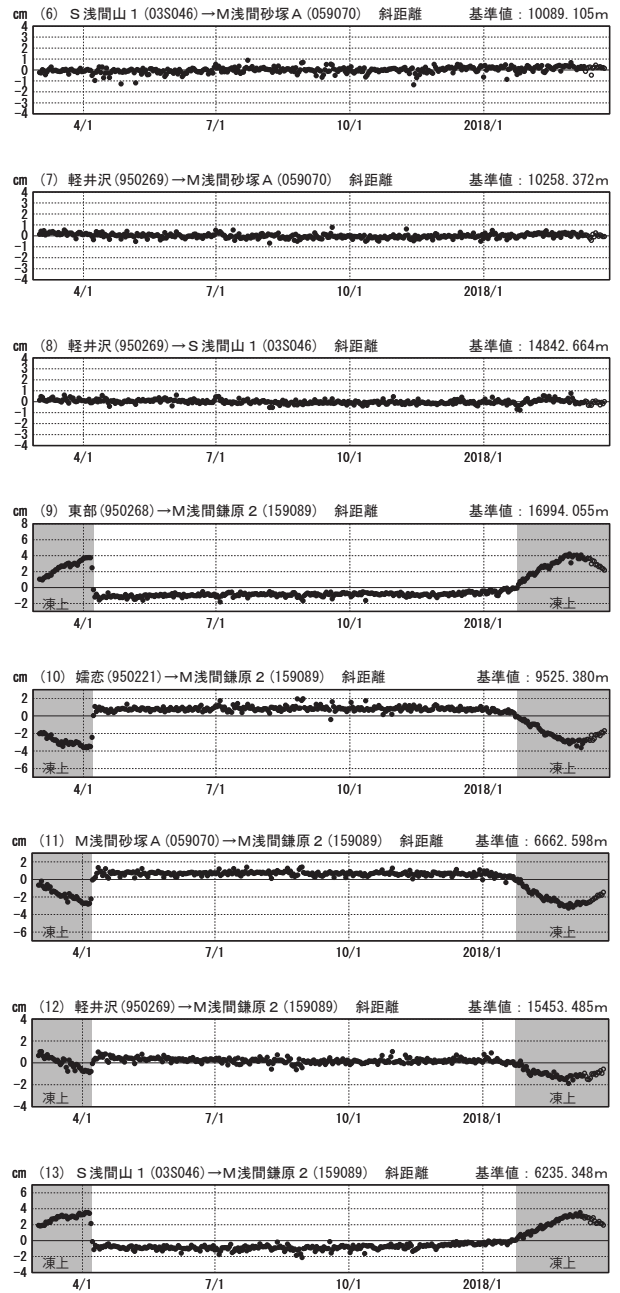 cm (6) S浅間山1(03S046)→M浅間砂塚A(059070) 斜距離 基準値:10089.105m
4
3
2
1
0
-1
-2
-3
-4
4/1 7/1 10/1 2018/1
cm (7) 軽井沢(950269)→M浅間砂塚A(059070) 斜距離 基準値:10258.372m
4
3
2
1
0
-1
-2
-3
-4
4/1 7/1 10/1 2018/1
cm (8) 軽井沢(950269)→S浅間山1(03S046) 斜距離 基準値:14842.664m
4
3
2
1
0
-1
-2
-3
-4
4/1 7/1 10/1 2018/1
cm (9) 東部(950268)→M浅間鎌原2(159089) 斜距離 基準値:16994.055m
8
6
4
2
0
-2
凍上 凍上
4/1 7/1 10/1 2018/1
cm (10) 嬬恋(950221)→M浅間鎌原2(159089) 斜距離 基準値:9525.380m
2
0
-2
-4
-6
凍上 凍上
4/1 7/1 10/1 2018/1
cm (11) M浅間砂塚A(059070)→M浅間鎌原2(159089) 斜距離 基準値:6662.598m
2
0
-2
-4
-6
凍上 凍上
4/1 7/1 10/1 2018/1
cm (12) 軽井沢(950269)→M浅間鎌原2(159089) 斜距離 基準値:15453.485m
4
2
0
-2
-4
凍上 凍上
4/1 7/1 10/1 2018/1
cm (13) S浅間山1(03S046)→M浅間鎌原2(159089) 斜距離 基準値:6235.348m
6
4
2
0
-2
-4
凍上 凍上
4/1 7/1 10/1 2018/1